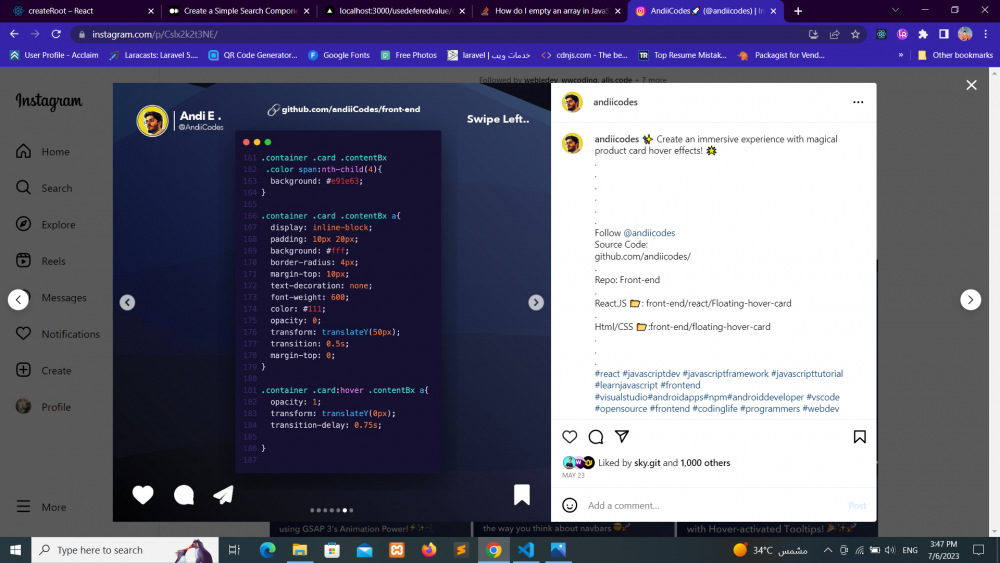 createRoot – React
Create a Simple Search Compone
localhost:3000/usedeferedvalue/
How do I empty an array in JavaS
AndiiCodes🚀 (@andiicodes) | In
instagram.com/p/Cslx2k2t3NE/
User Profile - Acclaim
Laracasts: Laravel 5....
QR Code Generator...
Google Fonts
Free Photos
laravel | خدمات ويب
cdnjs.com - The be...
Top Resume Mistak...
Packagist for Vend...
»
Other bookmarks
Instagram
Home
Search
Explore
Reels
Messages
Notifications
Create
Profile
More
Followed by webiedev, wwcoding, alis.code + 7 more
Andi E .
@AndiiCodes
github.com/andiiCodes/front-end
Swipe Left..
161 .container .card .contentBx
162 .color span:nth-child(4){
163 background: #e91e63;
164 }
165
166 .container .card .contentBx a{
167 display: inline-block;
168 padding: 10px 20px;
169 background: #fff;
170 border-radius: 4px;
171 margin-top: 10px;
172 text-decoration: none;
173 font-weight: 600;
174 color: #111;
175 opacity: 0;
176 transform: translateY(50px);
177 transition: 0.5s;
178 margin-top: 0;
179 }
180
181 .container .card:hover .contentBx a{
182 opacity: 1;
183 transform: translateY(0px);
184 transition-delay: 0.75s;
185
186 }
187
andiicodes
andiicodes ✨ Create an immersive experience with magical
product card hover effects! 🌟
.
.
.
.
.
.
Follow @andiicodes
Source Code:
github.com/andiicodes/
.
Repo: Front-end
.
React.JS 📂: front-end/react/Floating-hover-card
.
Html/CSS 📂:front-end/floating-hover-card
.
.
.
#react #javascriptdev #javascriptframework #javascripttutorial
#learnjavascript #frontend
#visualstudio#androidapps#npm#androiddeveloper #vscode
#opensource #frontend #codinglife #programmers #webdev
Liked by sky.git and 1,000 others
MAY 23
Add a comment...
Post
using GSAP 3's Animation Power!
the way you think about navbars
with Hover-activated Tooltips!
Type here to search
34°C مشمس
ENG
3:47 PM
7/6/2023